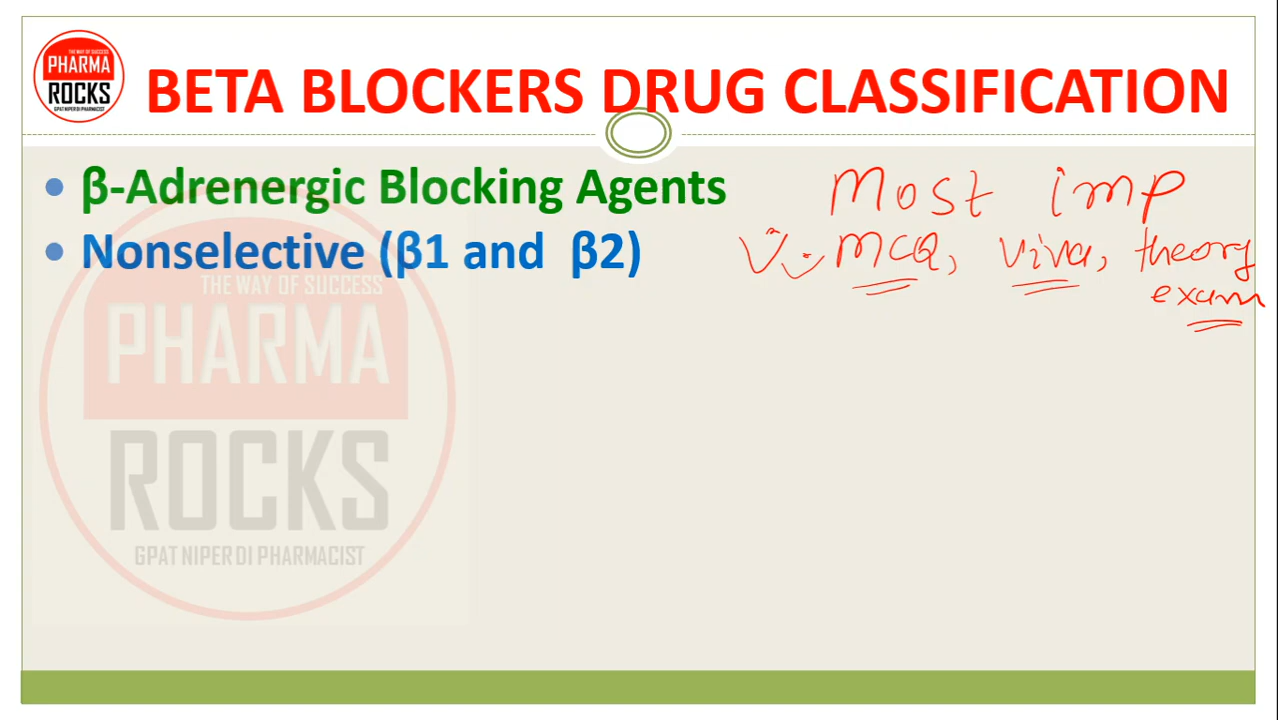 THE WAY OF SUCCESS
PHARMA
ROCKS
GPAT NIPER DI PHARMACIST
BETA BLOCKERS DRUG CLASSIFICATION
• β-Adrenergic Blocking Agents
• Nonselective (β1 and β2)
Most imp
MCQ, viva, theory
exam
THE WAY OF SUCCESS
PHARMA
ROCKS
GPAT NIPER DI PHARMACIST